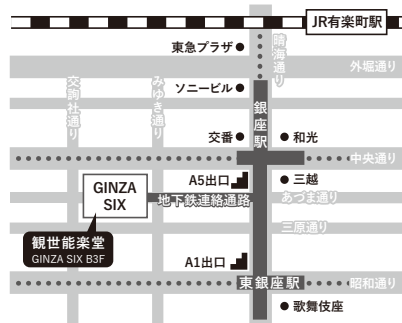 JR有楽町駅
東急プラザ
晴海通り
外堀通り
交詢社通り
みゆき通り
ソニービル
銀座駅
交番
和光
中央通り
A5出口
三越
GINZA
SIX
地下鉄連絡通路
あづま通り
三原通り
観世能楽堂
GINZA SIX B3F
A1出口
東銀座駅
昭和通り
歌舞伎座